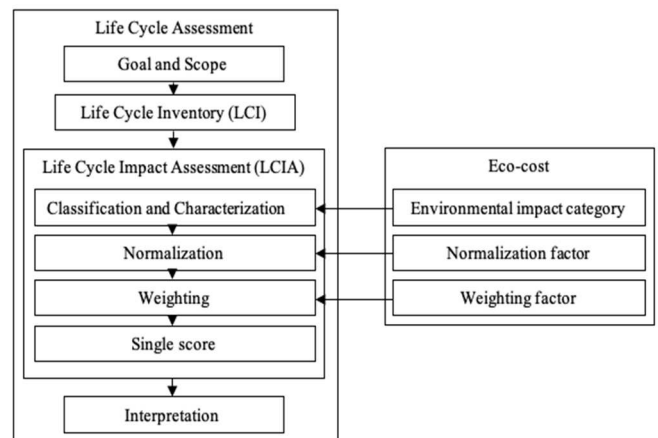 Life Cycle Assessment
Goal and Scope
Life Cycle Inventory (LCI)
Life Cycle Impact Assessment (LCIA)
Classification and Characterization
Normalization
Weighting
Single score
Interpretation
Eco-cost
Environmental impact category
Normalization factor
Weighting factor